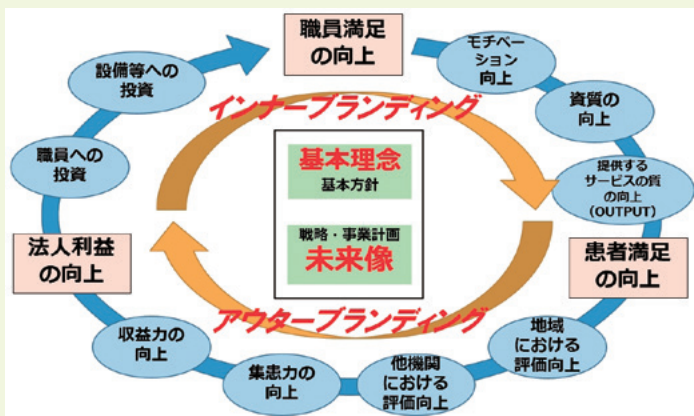 職員満足
の向上
モチベー
ション
向上
資質の
向上
提供する
サービスの質
の向上
(OUTPUT)
患者満足
の向上
地域
における
評価向上
他機関
における
評価向上
集患力の
向上
収益力の
向上
法人利益
の向上
職員への
投資
設備等への
投資
インナーブランディング
基本理念
基本方針
戦略・事業計画
未来像
アウターブランディング